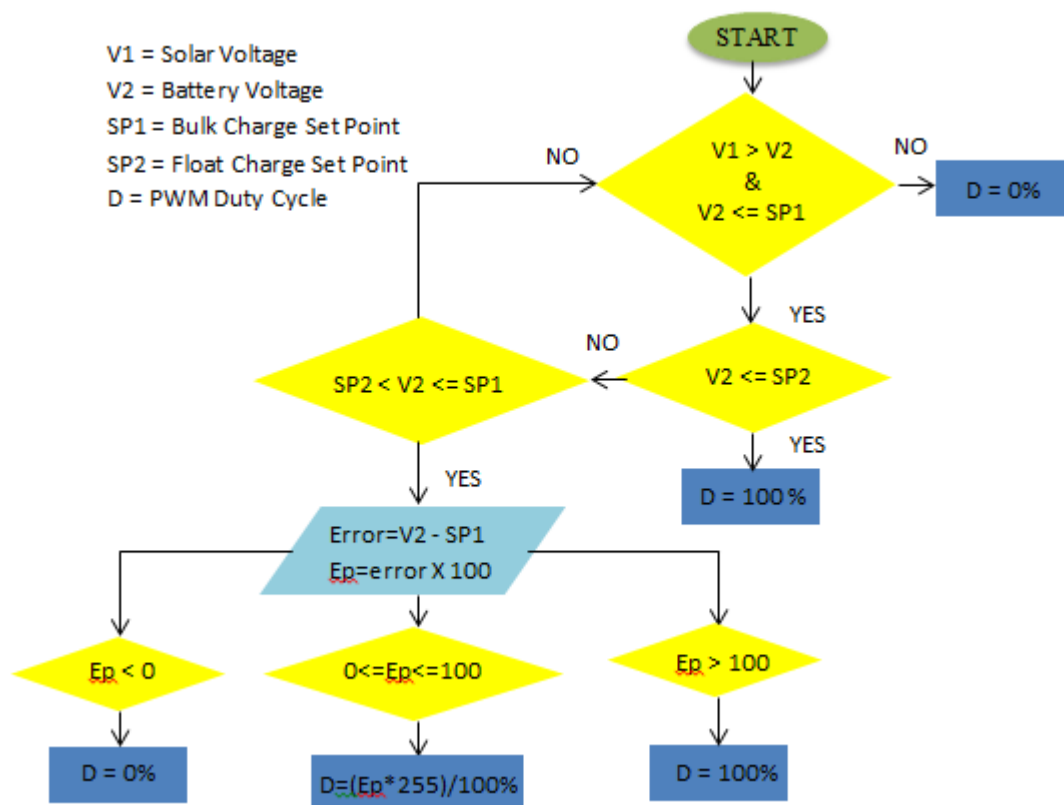 V1 = Solar Voltage
V2 = Battery Voltage
SP1 = Bulk Charge Set Point
SP2 = Float Charge Set Point
D = PWM Duty Cycle
START
V1 > V2
&
V2 <= SP1
NO
NO
D = 0%
YES
V2 <= SP2
NO
SP2 < V2 <= SP1
YES
D = 100 %
YES
Error=V2 - SP1
Ep=error X 100
Ep < 0
0<=Ep<=100
Ep > 100
D = 0%
D=(Ep*255)/100%
D = 100%